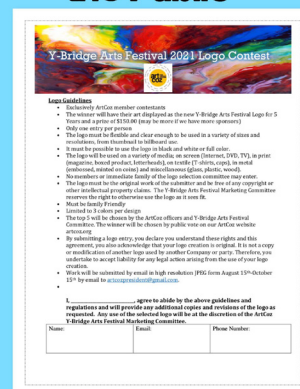 Y-Bridge Arts Festival 2021 Logo Contest
Logo Guidelines
• Exclusively ArtCoz member contestants
• The winner will have their art displayed as the new Y-Bridge Arts Festival Logo for 5
Years and a prize of $150.00 (may be more if we have more sponsors)
• Only one entry per person
• The logo must be flexible and clear enough to be used in a variety of sizes and
resolutions, from thumbnail to billboard use.
• It must be possible to use the logo in black and white or full color.
• The logo will be used on a variety of media; on screen (Internet, DVD, TV), in print
(magazine, boxed product, letterheads), on textile (T-shirts, caps), in metal
(embossed, minted on coins) and miscellaneous (glass, plastic, wood).
• No members or immediate family of the logo selection committee may enter.
• The logo must be the original work of the submitter and be free of any copyright or
other intellectual property claims. The Y-Bridge Arts Festival Marketing Committee
reserves the right to otherwise use the logo as it seem fit.
• Must be family Friendly
• Limited to 3 colors per design
• The top 5 will be chosen by the ArtCoz officers and Y-Bridge Arts Festival
Committee. The winner will be chosen by public vote on our ArtCoz website
artcoz.org
• By submitting a logo entry, you declare you understand these rights and this
agreement, you also acknowledge that your logo creation is original. It is not a copy
or modification of another logo used by another Company or party. Therefore, you
undertake to accept liability for any legal action arising from the use of your logo
creation.
• Work will be submitted by email in high resolution JPEG form August 15th-October
15th by email to artcozpresident@gmail.com.
•
I, ____________________, agree to abide by the above guidelines and
regulations and will provide any additional copies and revisions of the logo as
requested. Any use of the selected logo will be at the discretion of the ArtCoz
Y-Bridge Arts Festival Marketing Committee.
Name: Email: Phone Number: